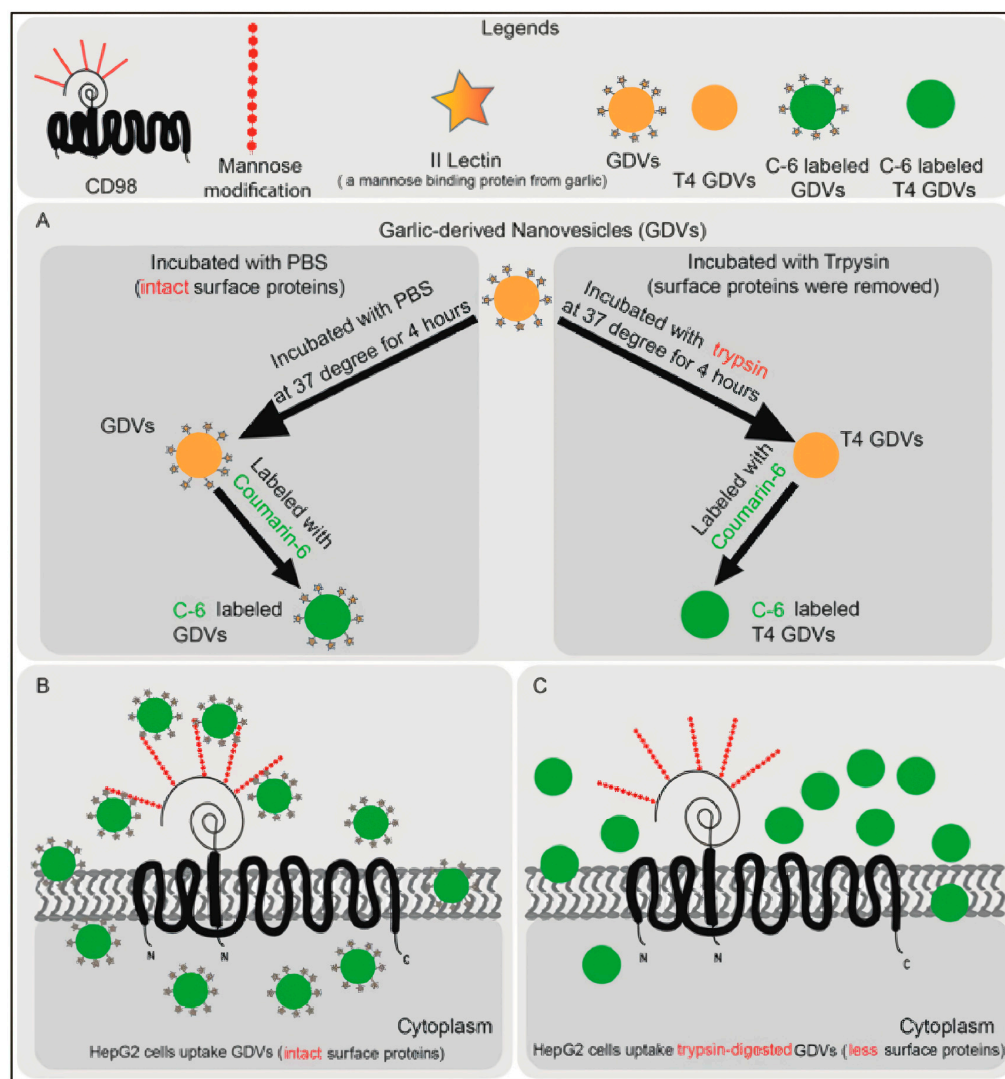 Legends
CD98
Mannose
modification
II Lectin
( a mannose binding protein from garlic)
GDVs
T4 GDVs
C-6 labeled
GDVs
C-6 labeled
T4 GDVs
A
Garlic-derived Nanovesicles (GDVs)
Incubated with PBS
(intact surface proteins)
Incubated with Trpysin
(surface proteins were removed)
Incubated with PBS
at 37 degree for 4 hours
Incubated with trypsin
at 37 degree for 4 hours
GDVs
T4 GDVs
Labeled with
Coumarin-6
Labeled with
Coumarin-6
C-6 labeled
GDVs
C-6 labeled
T4 GDVs
B
N
N
C
Cytoplasm
HepG2 cells uptake GDVs (intact surface proteins)
C
N
N
C
Cytoplasm
HepG2 cells uptake trypsin-digested GDVs (less surface proteins)